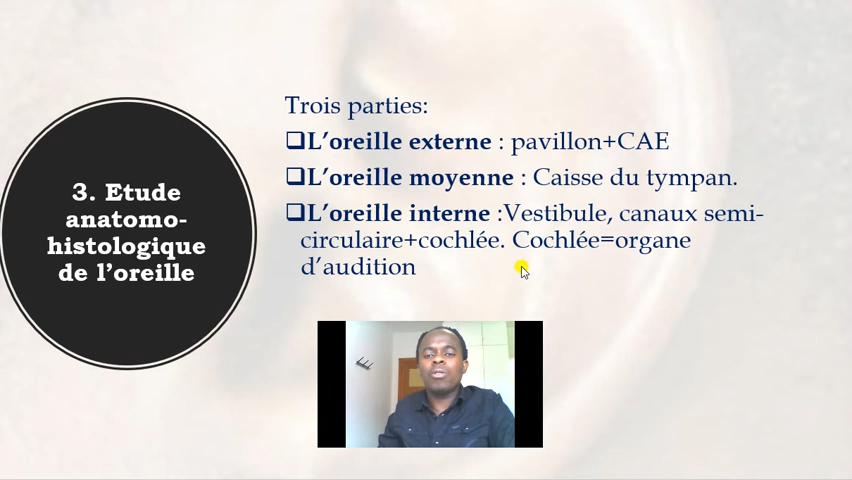 3. Etude
anatomo-
histologique
de l’oreille
Trois parties:
❑L’oreille externe : pavillon+CAE
❑L’oreille moyenne : Caisse du tympan.
❑L’oreille interne :Vestibule, canaux semi-
circulaire+cochlée. Cochlée=organe
d’audition